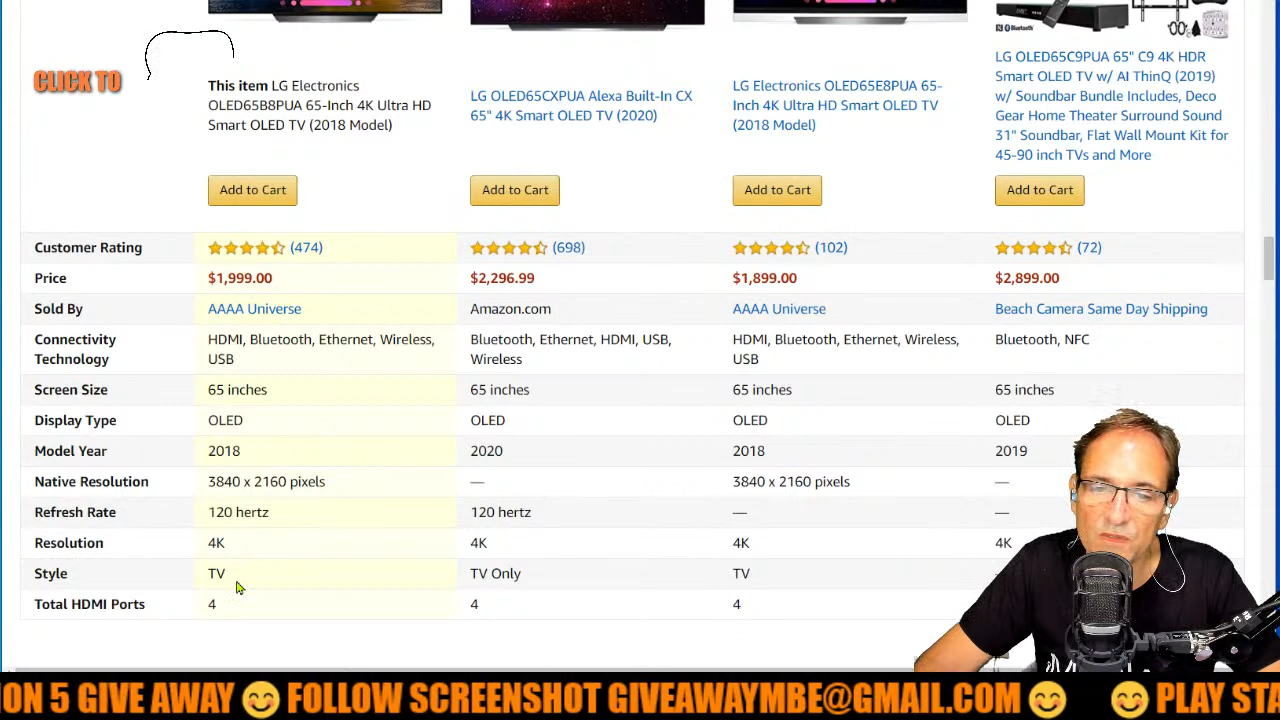 CLICK TO
This item LG Electronics
OLED65B8PUA 65-Inch 4K Ultra HD
Smart OLED TV (2018 Model)
LG OLED65CXPUA Alexa Built-In CX
65" 4K Smart OLED TV (2020)
LG Electronics OLED65E8PUA 65-
Inch 4K Ultra HD Smart OLED TV
(2018 Model)
LG OLED65C9PUA 65" C9 4K HDR
Smart OLED TV w/ AI ThinQ (2019)
w/ Soundbar Bundle Includes, Deco
Gear Home Theater Surround Sound
31" Soundbar, Flat Wall Mount Kit for
45-90 inch TVs and More
Add to Cart Add to Cart Add to Cart Add to Cart
Customer Rating (474) (698) (102) (72)
Price $1,999.00 $2,296.99 $1,899.00 $2,899.00
Sold By AAAA Universe Amazon.com AAAA Universe Beach Camera Same Day Shipping
Connectivity Technology HDMI, Bluetooth, Ethernet, Wireless, USB Bluetooth, Ethernet, HDMI, USB, Wireless HDMI, Bluetooth, Ethernet, Wireless, USB Bluetooth, NFC
Screen Size 65 inches 65 inches 65 inches 65 inches
Display Type OLED OLED OLED OLED
Model Year 2018 2020 2018 2019
Native Resolution 3840 x 2160 pixels — 3840 x 2160 pixels —
Refresh Rate 120 hertz 120 hertz — —
Resolution 4K 4K 4K 4K
Style TV TV Only TV
Total HDMI Ports 4 4 4
ON 5 GIVE AWAY 😊 FOLLOW SCREENSHOT GIVEAWAYMBE@GMAIL.COM 😊 😊 PLAY STA